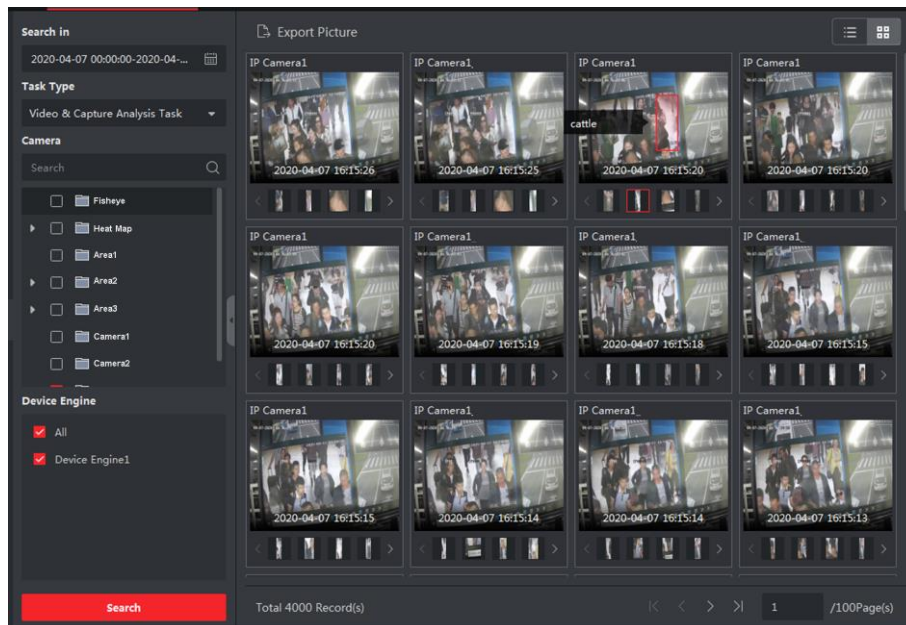 Search in
2020-04-07 00:00:00-2020-04-...
Task Type
Video & Capture Analysis Task
Camera
Search
Fisheye
Heat Map
Area1
Area2
Area3
Camera1
Camera2
Device Engine
All
Device Engine1
Search
Export Picture
IP Camera1
IP Camera1
IP Camera1
IP Camera1
cattle
2020-04-07 16:15:26
2020-04-07 16:15:25
2020-04-07 16:15:20
2020-04-07 16:15:20
IP Camera1
IP Camera1
IP Camera1
IP Camera1
2020-04-07 16:15:20
2020-04-07 16:15:19
2020-04-07 16:15:18
2020-04-07 16:15:15
IP Camera1
IP Camera1
IP Camera1_
IP Camera1
2020-04-07 16:15:15
2020-04-07 16:15:14
2020-04-07 16:15:14
2020-04-07 16:15:13
Total 4000 Record(s)
1
/100Page(s)